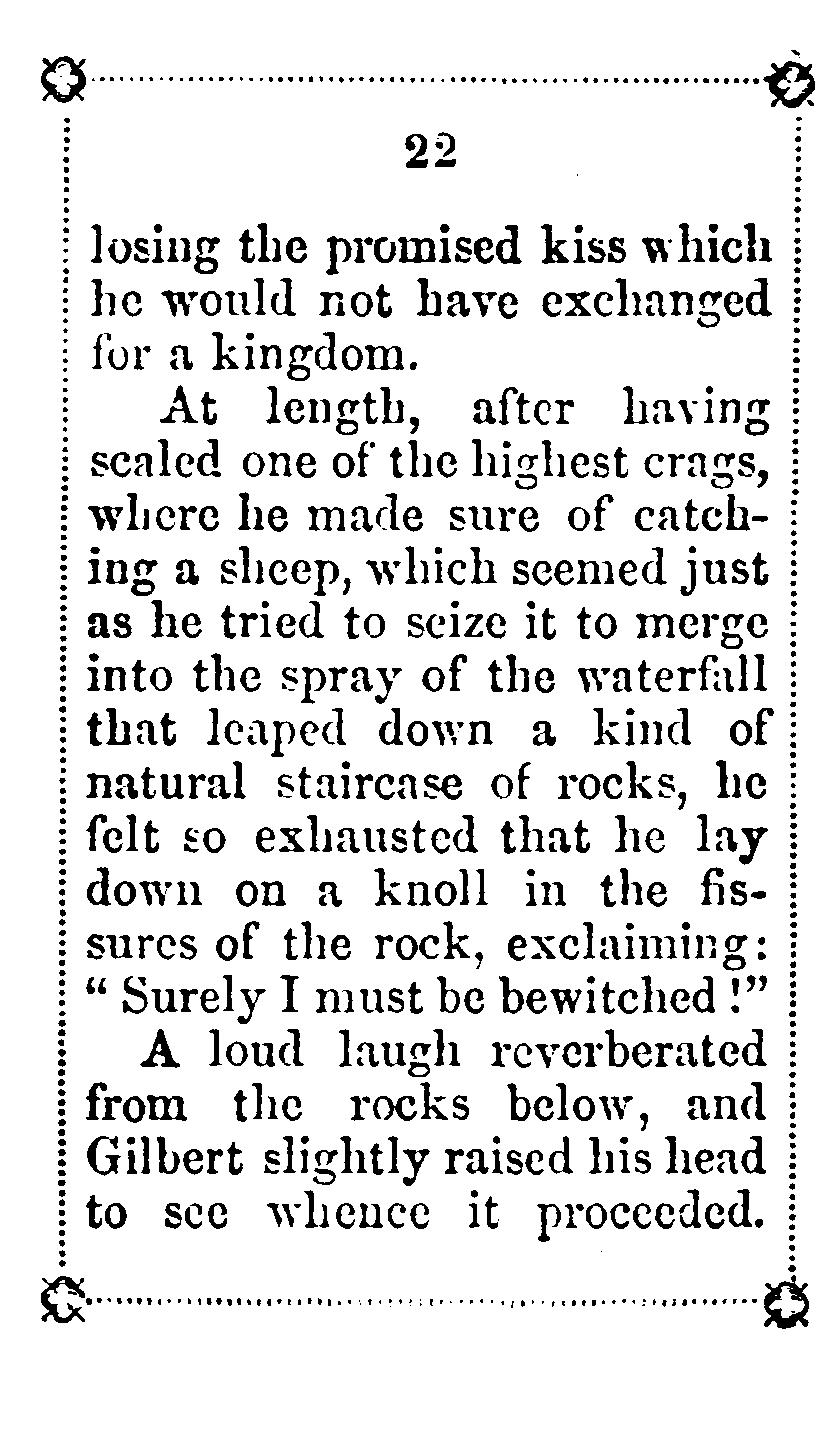 22
losing the promised kiss which
he would not have exchanged
for a kingdom.
At length, after having
scaled one of the highest crags,
where he made sure of catch-
ing a sheep, which seemed just
as he tried to seize it to merge
into the spray of the waterfall
that leaped down a kind of
natural staircase of rocks, he
felt so exhausted that he lay
down on a knoll in the fis-
sures of the rock, exclaiming:
“ Surely I must be bewitched !”
A loud laugh reverberated
from the rocks below, and
Gilbert slightly raised his head
to see whence it proceeded.